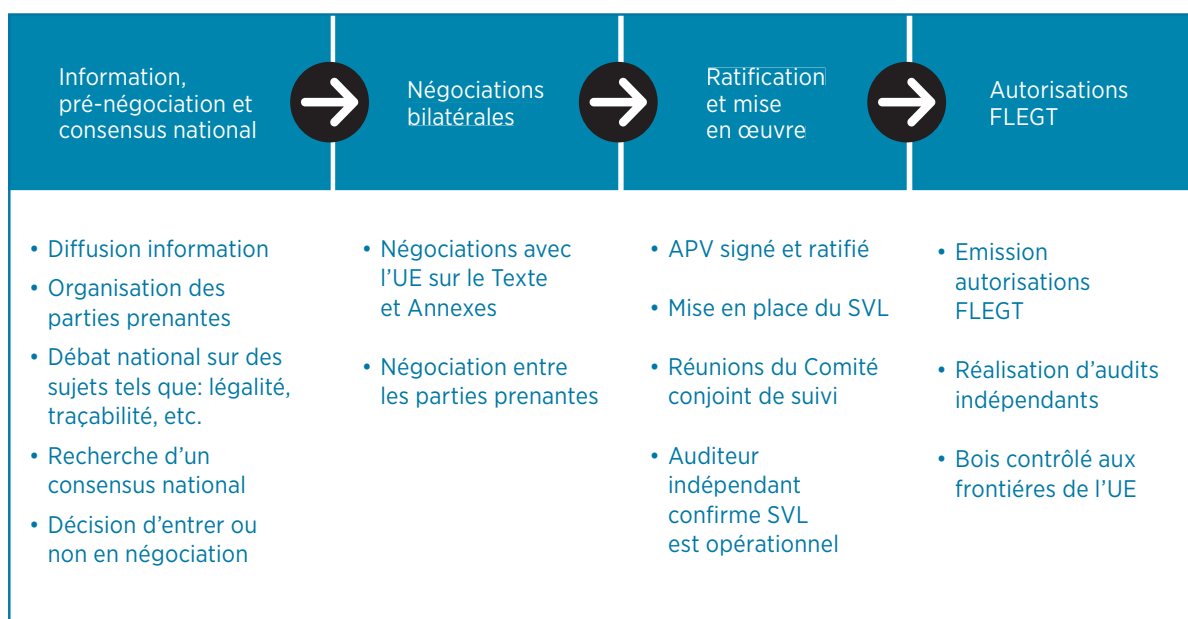 Information,
pré-négociation et
consensus national
Négociations
bilatérales
Ratification
et mise
en œuvre
Autorisations
FLEGT
• Diffusion information
• Organisation des
parties prenantes
• Débat national sur des
sujets tels que: légalité,
traçabilité, etc.
• Recherche d’un
consensus national
• Décision d’entrer ou
non en négociation
• Négociations avec
l’UE sur le Texte
et Annexes
• Négociation entre
les parties prenantes
• APV signé et ratifié
• Mise en place du SVL
• Réunions du Comité
conjoint de suivi
• Auditeur
indépendant
confirme SVL
est opérationnel
• Emission
autorisations
FLEGT
• Réalisation d’audits
indépendants
• Bois contrôlé aux
frontiéres de l’UE